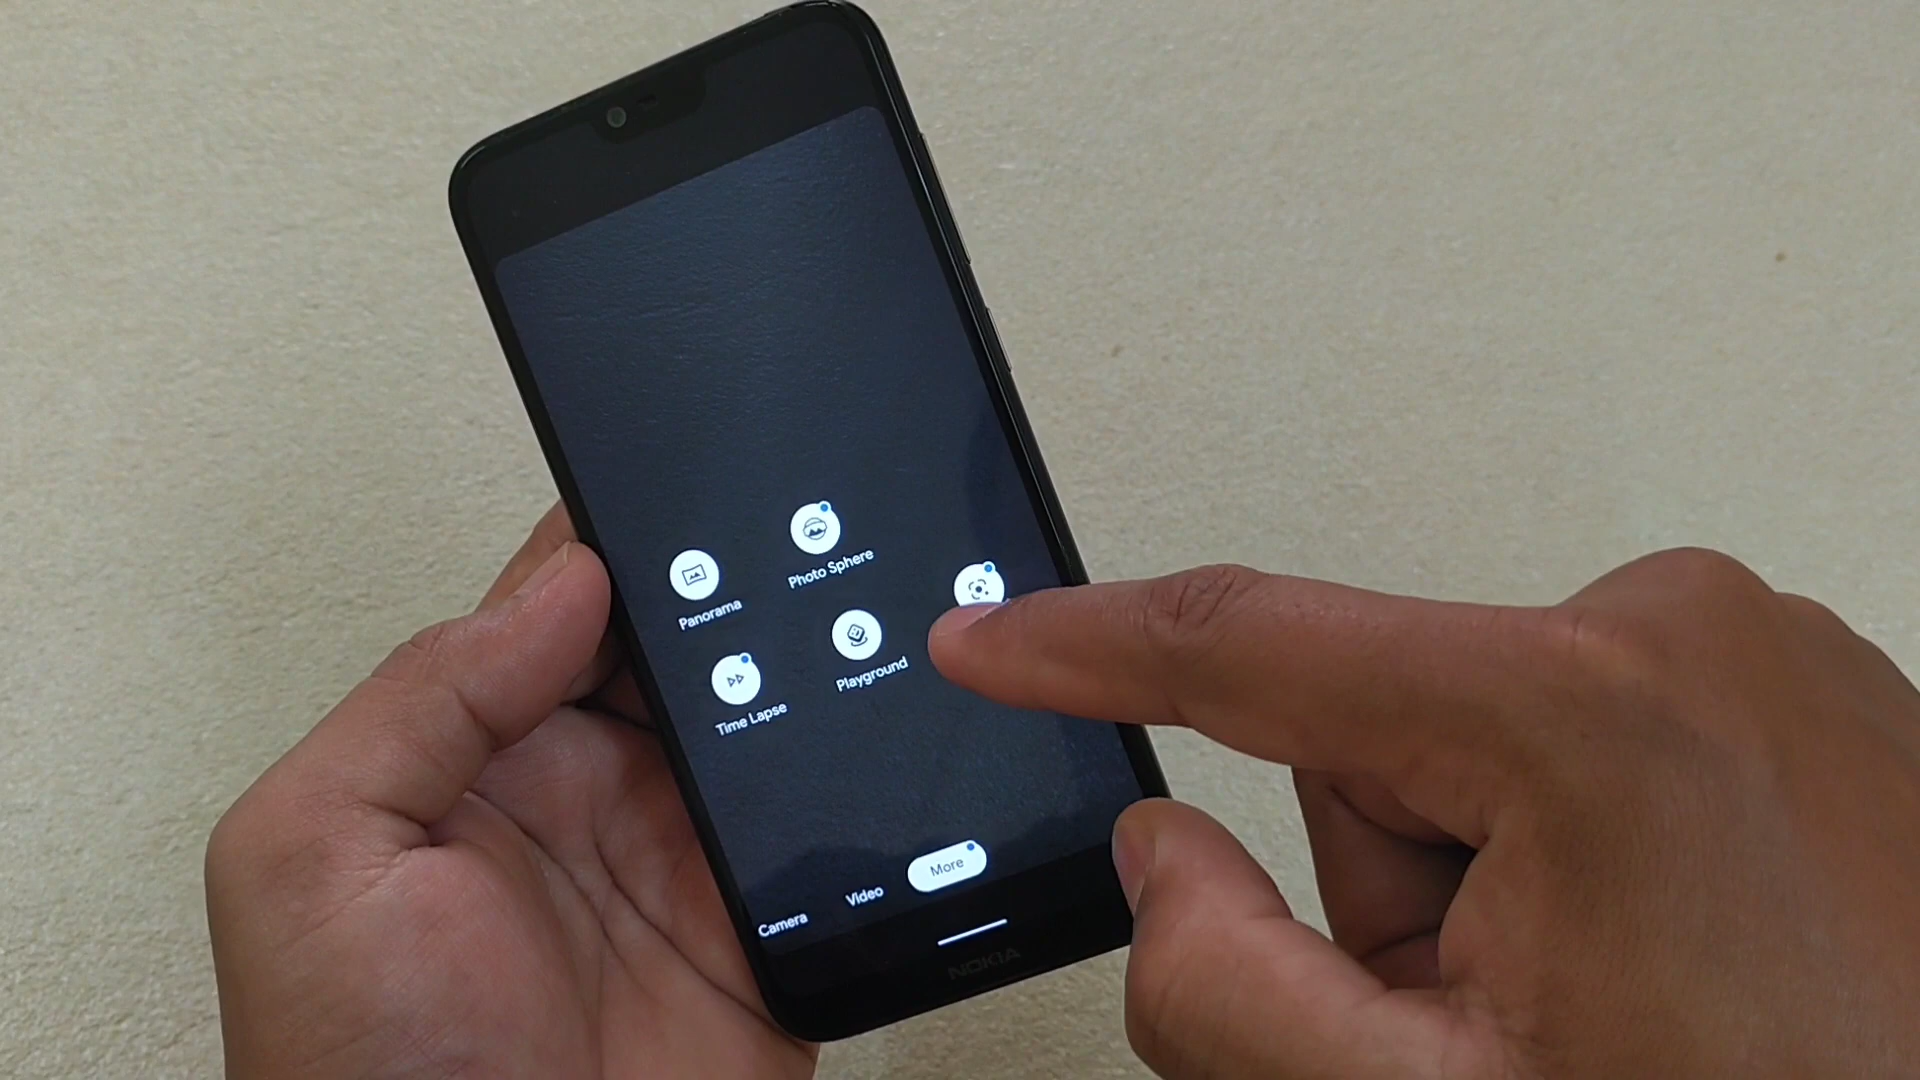 Photo Sphere
Panorama
Playground
Time Lapse
More
Video
Camera
NOKIA